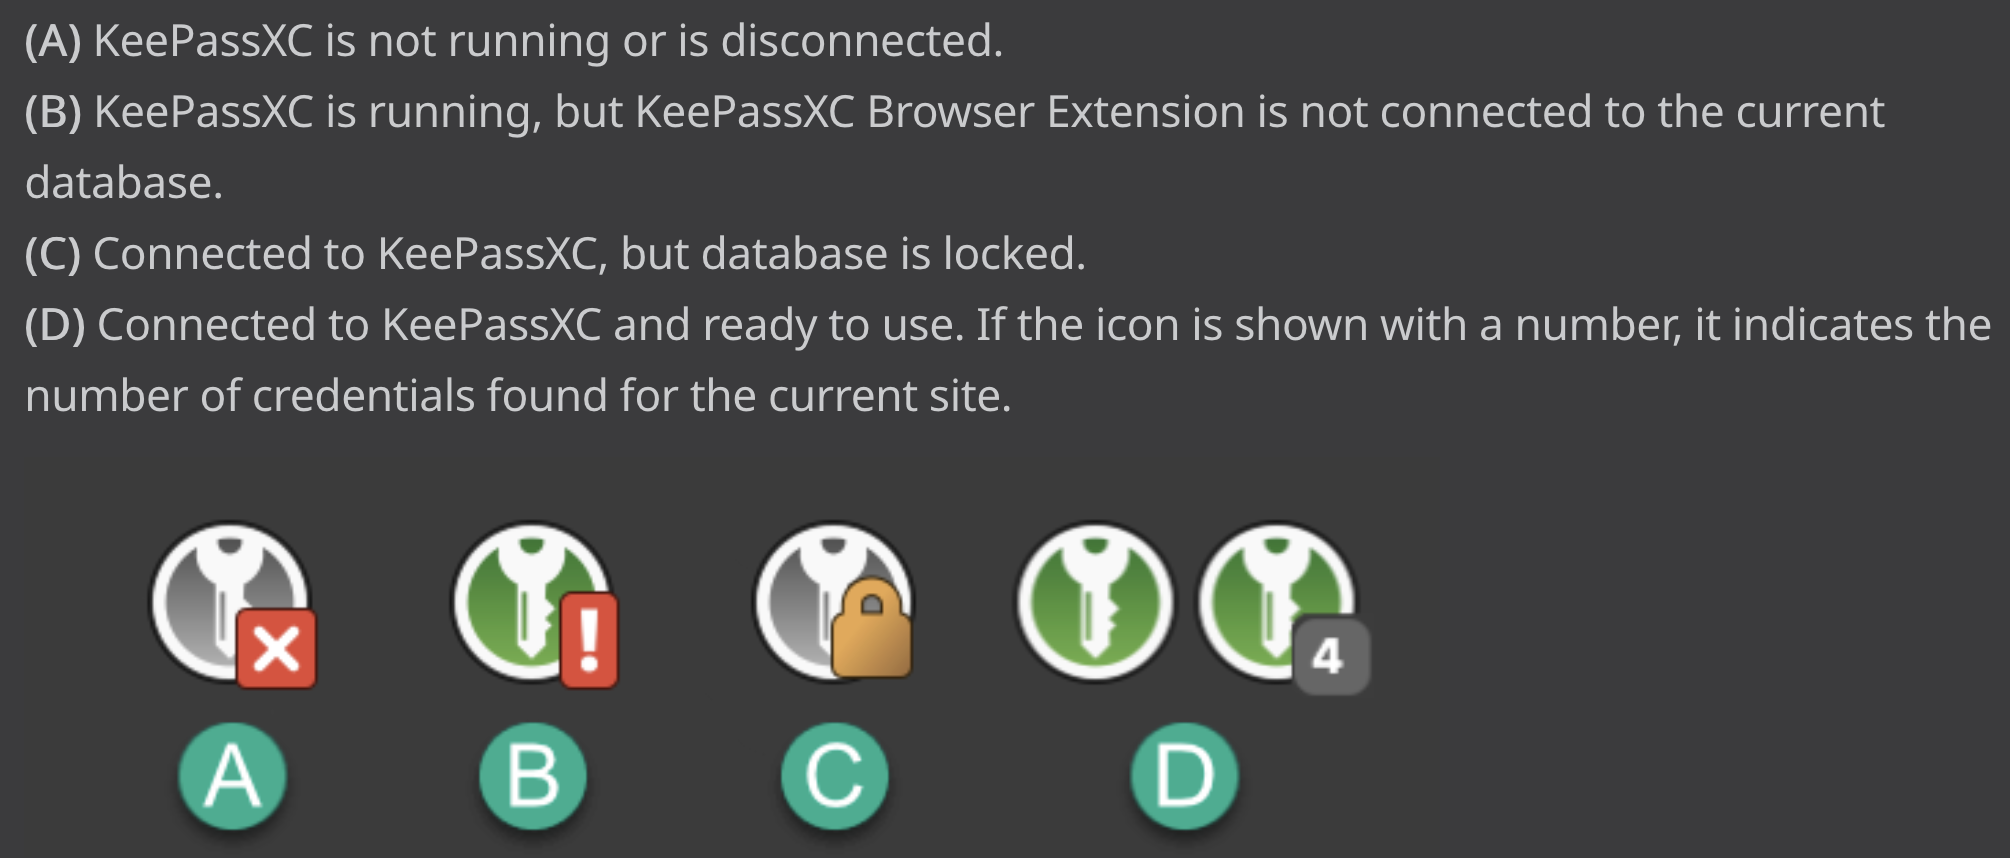 (A) KeePassXC is not running or is disconnected.
(B) KeePassXC is running, but KeePassXC Browser Extension is not connected to the current
database.
(C) Connected to KeePassXC, but database is locked.
(D) Connected to KeePassXC and ready to use. If the icon is shown with a number, it indicates the
number of credentials found for the current site.
!
4
A B C D